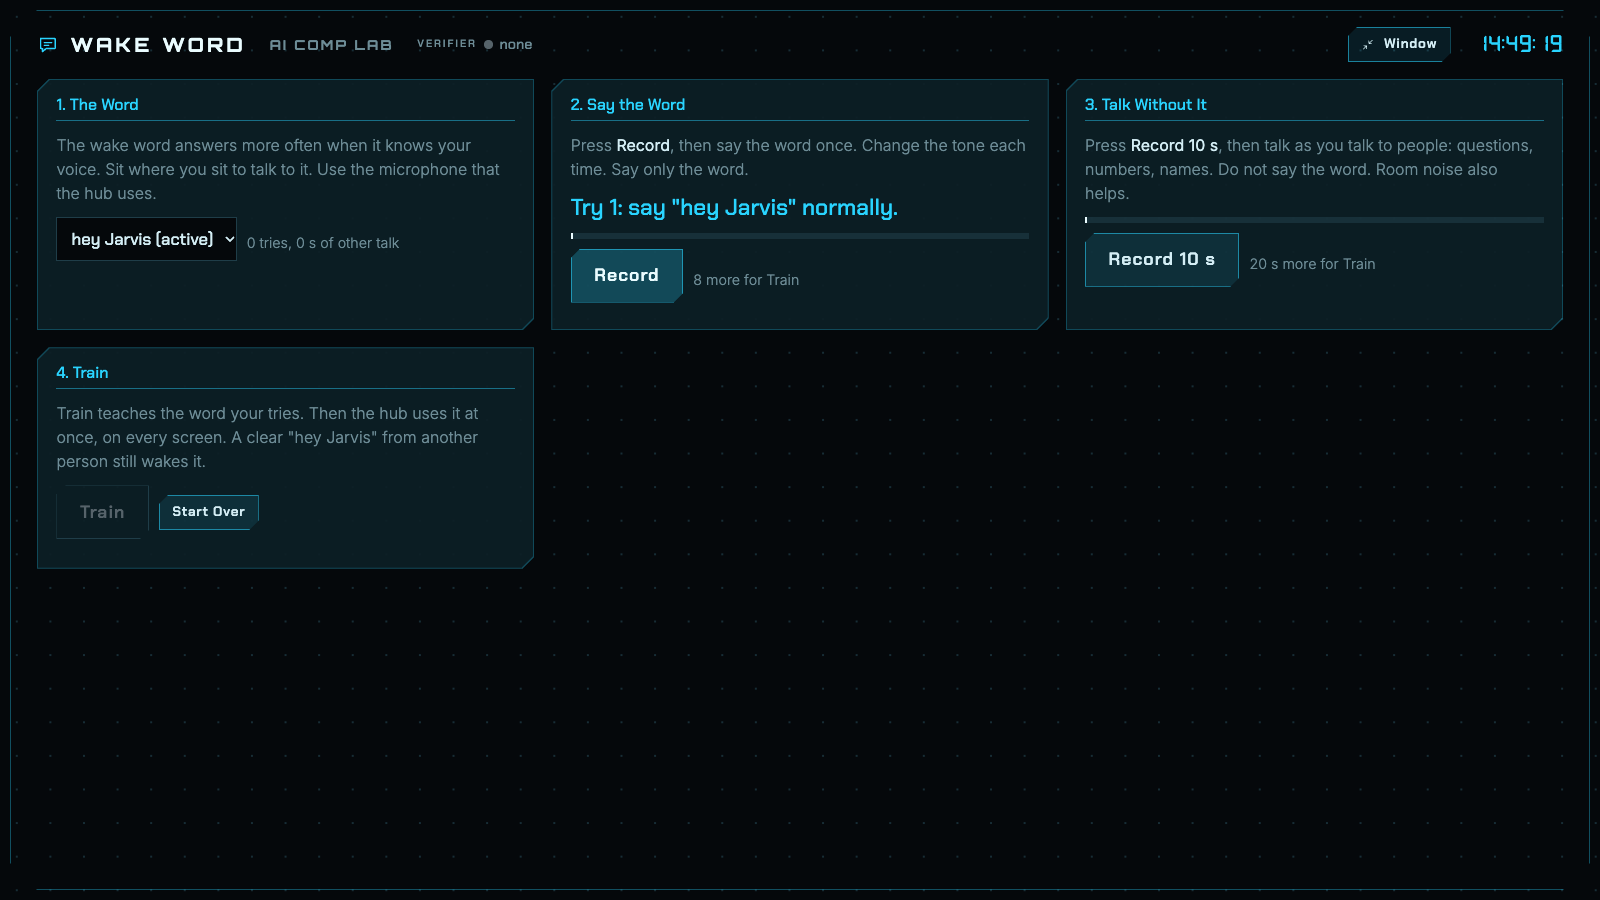 WAKE WORD AI COMP LAB VERIFIER none
Window 14:49:19
1. The Word
The wake word answers more often when it knows your
voice. Sit where you sit to talk to it. Use the microphone that
the hub uses.
hey Jarvis (active) 0 tries, 0 s of other talk
2. Say the Word
Press Record, then say the word once. Change the tone each
time. Say only the word.
Try 1: say "hey Jarvis" normally.
Record 8 more for Train
3. Talk Without It
Press Record 10 s, then talk as you talk to people: questions,
numbers, names. Do not say the word. Room noise also
helps.
Record 10 s 20 s more for Train
4. Train
Train teaches the word your tries. Then the hub uses it at
once, on every screen. A clear "hey Jarvis" from another
person still wakes it.
Train Start Over